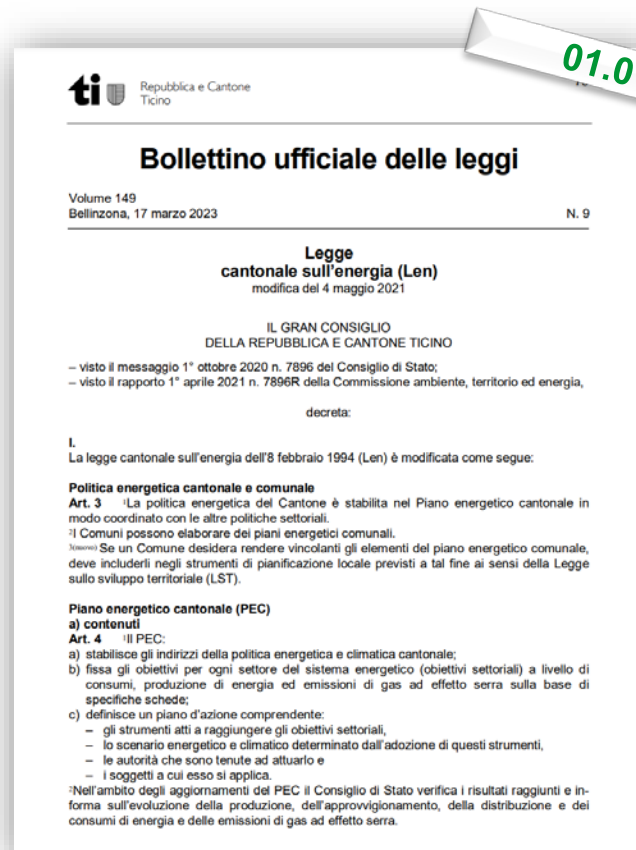 01.0
ti Repubblica e Cantone
Ticino
Bollettino ufficiale delle leggi
Volume 149
Bellinzona, 17 marzo 2023 N. 9
Legge
cantonale sull'energia (Len)
modifica del 4 maggio 2021
IL GRAN CONSIGLIO
DELLA REPUBBLICA E CANTONE TICINO
– visto il messaggio 1° ottobre 2020 n. 7896 del Consiglio di Stato;
– visto il rapporto 1° aprile 2021 n. 7896R della Commissione ambiente, territorio ed energia,
decreta:
I.
La legge cantonale sull'energia dell'8 febbraio 1994 (Len) è modificata come segue:
Politica energetica cantonale e comunale
Art. 3 ¹La politica energetica del Cantone è stabilita nel Piano energetico cantonale in
modo coordinato con le altre politiche settoriali.
²I Comuni possono elaborare dei piani energetici comunali.
³⁽ⁿᵘᵒᵛᵒ⁾Se un Comune desidera rendere vincolanti gli elementi del piano energetico comunale,
deve includerli negli strumenti di pianificazione locale previsti a tal fine ai sensi della Legge
sullo sviluppo territoriale (LST).
Piano energetico cantonale (PEC)
a) contenuti
Art. 4 ¹Il PEC:
a) stabilisce gli indirizzi della politica energetica e climatica cantonale;
b) fissa gli obiettivi per ogni settore del sistema energetico (obiettivi settoriali) a livello di
consumi, produzione di energia ed emissioni di gas ad effetto serra sulla base di
specifiche schede;
c) definisce un piano d'azione comprendente:
– gli strumenti atti a raggiungere gli obiettivi settoriali,
– lo scenario energetico e climatico determinato dall'adozione di questi strumenti,
– le autorità che sono tenute ad attuarlo e
– i soggetti a cui esso si applica.
²Nell'ambito degli aggiornamenti del PEC il Consiglio di Stato verifica i risultati raggiunti e in-
forma sull'evoluzione della produzione, dell'approvvigionamento, della distribuzione e dei
consumi di energia e delle emissioni di gas ad effetto serra.